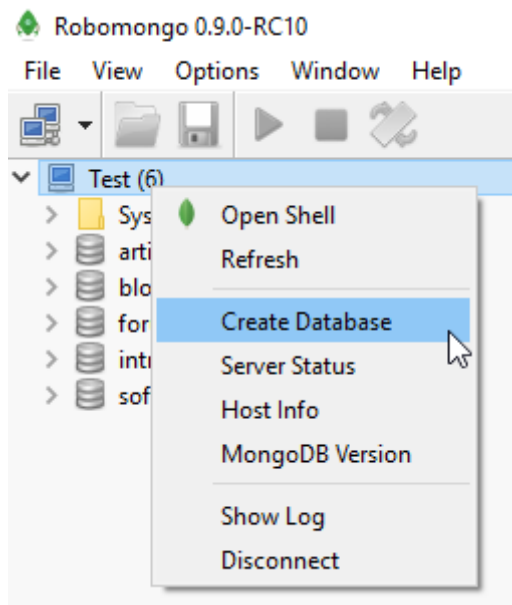 Robomongo 0.9.0-RC10
File View Options Window Help
Test (6)
Sys
Open Shell
arti
Refresh
blo
for
Create Database
intr
Server Status
sof
Host Info
MongoDB Version
Show Log
Disconnect